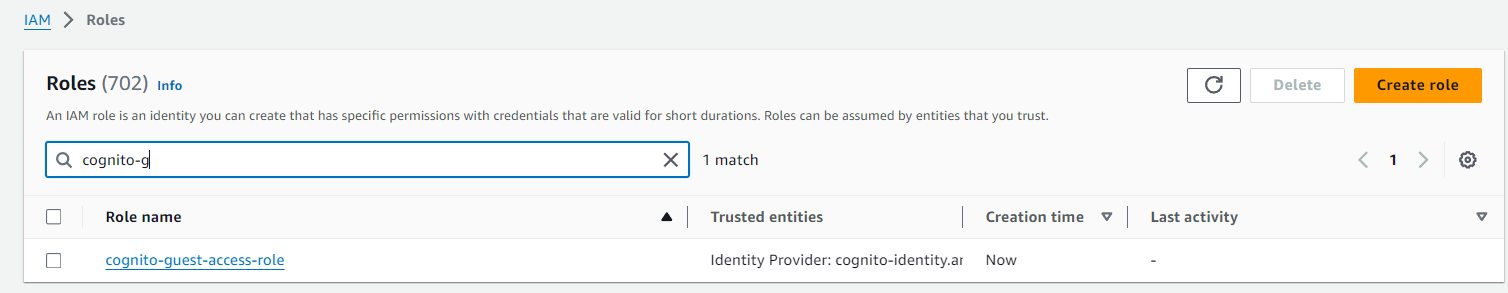 IAM > Roles
Roles (702) Info
Delete
Create role
An IAM role is an identity you can create that has specific permissions with credentials that are valid for short durations. Roles can be assumed by entities that you trust.
cognito-g
1 match
1
Role name
Trusted entities
Creation time
Last activity
cognito-guest-access-role
Identity Provider: cognito-identity.ar
Now
-